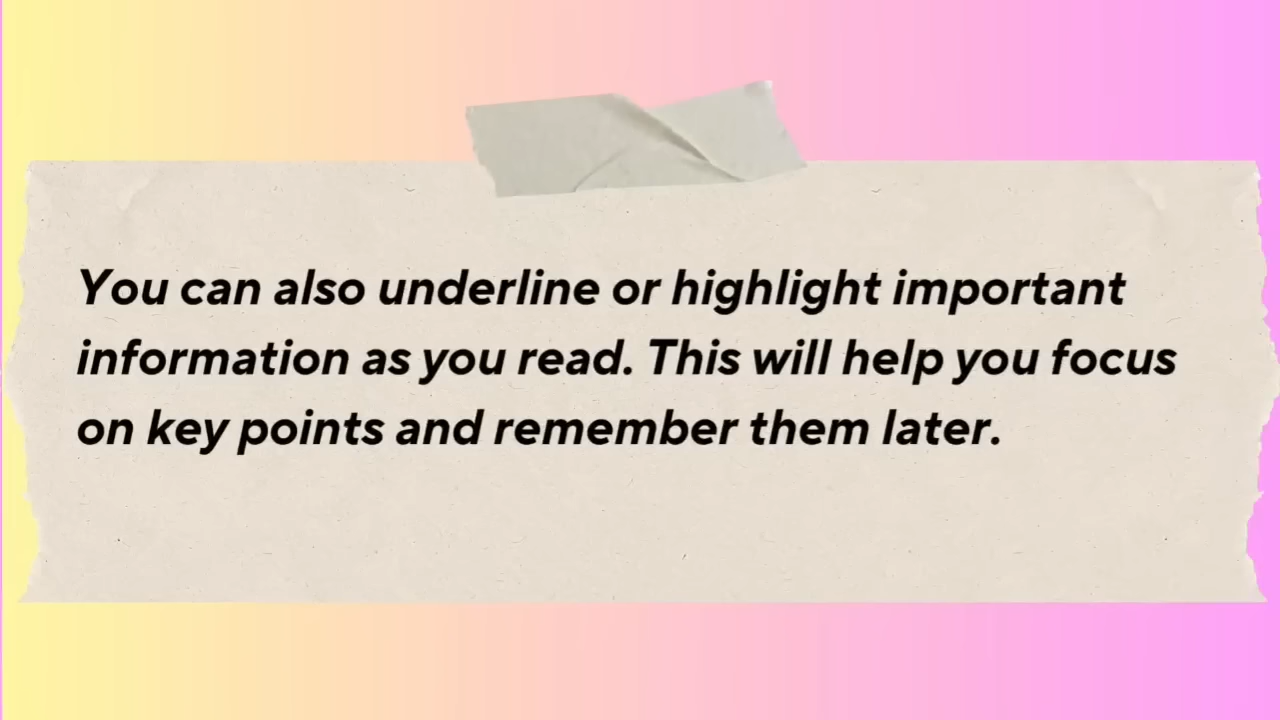 You can also underline or highlight important
information as you read. This will help you focus
on key points and remember them later.